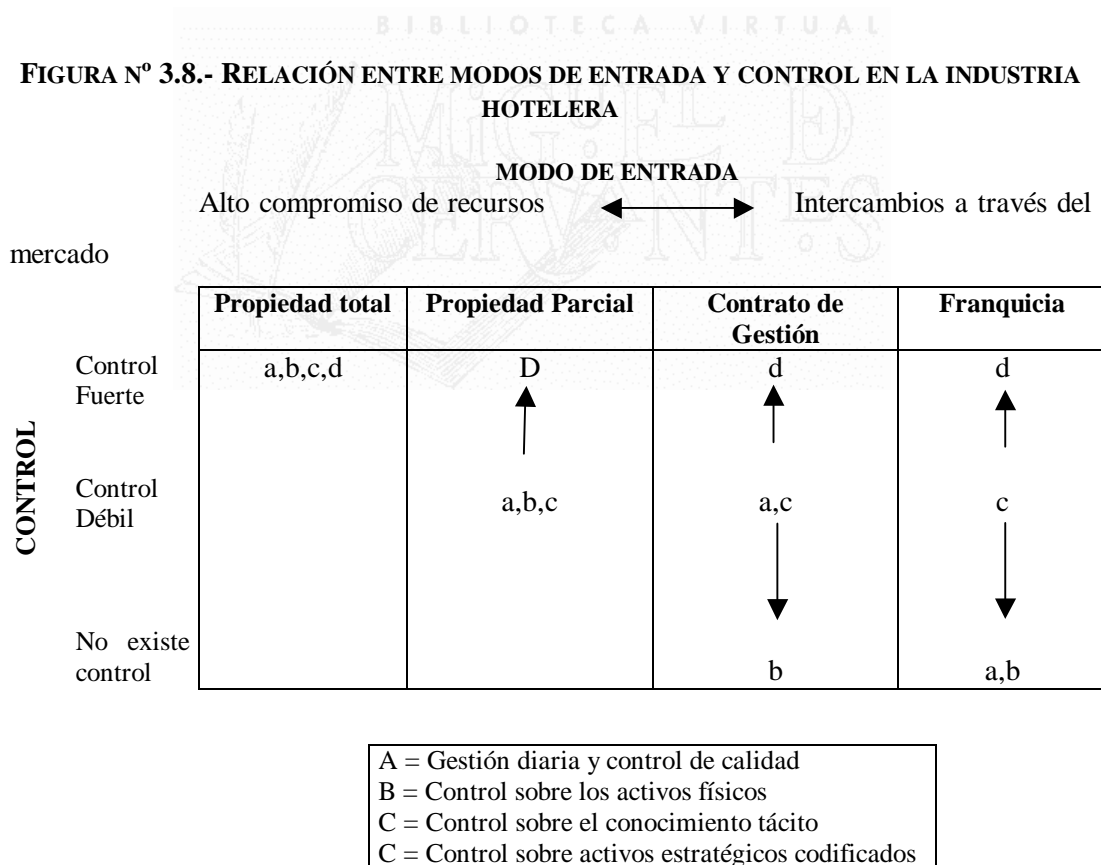 BIBLIOTECA VIRTUAL
MIGUEL DE
CERVANTES
FIGURA Nº 3.8.- RELACIÓN ENTRE MODOS DE ENTRADA Y CONTROL EN LA INDUSTRIA
HOTELERA
MODO DE ENTRADA
Alto compromiso de recursos Intercambios a través del
mercado
Propiedad total Propiedad Parcial Contrato de Franquicia
Gestión
Control a,b,c,d D d d
Fuerte
CONTROL
Control a,b,c a,c c
Débil
No existe
control b a,b
A = Gestión diaria y control de calidad
B = Control sobre los activos físicos
C = Control sobre el conocimiento tácito
C = Control sobre activos estratégicos codificados